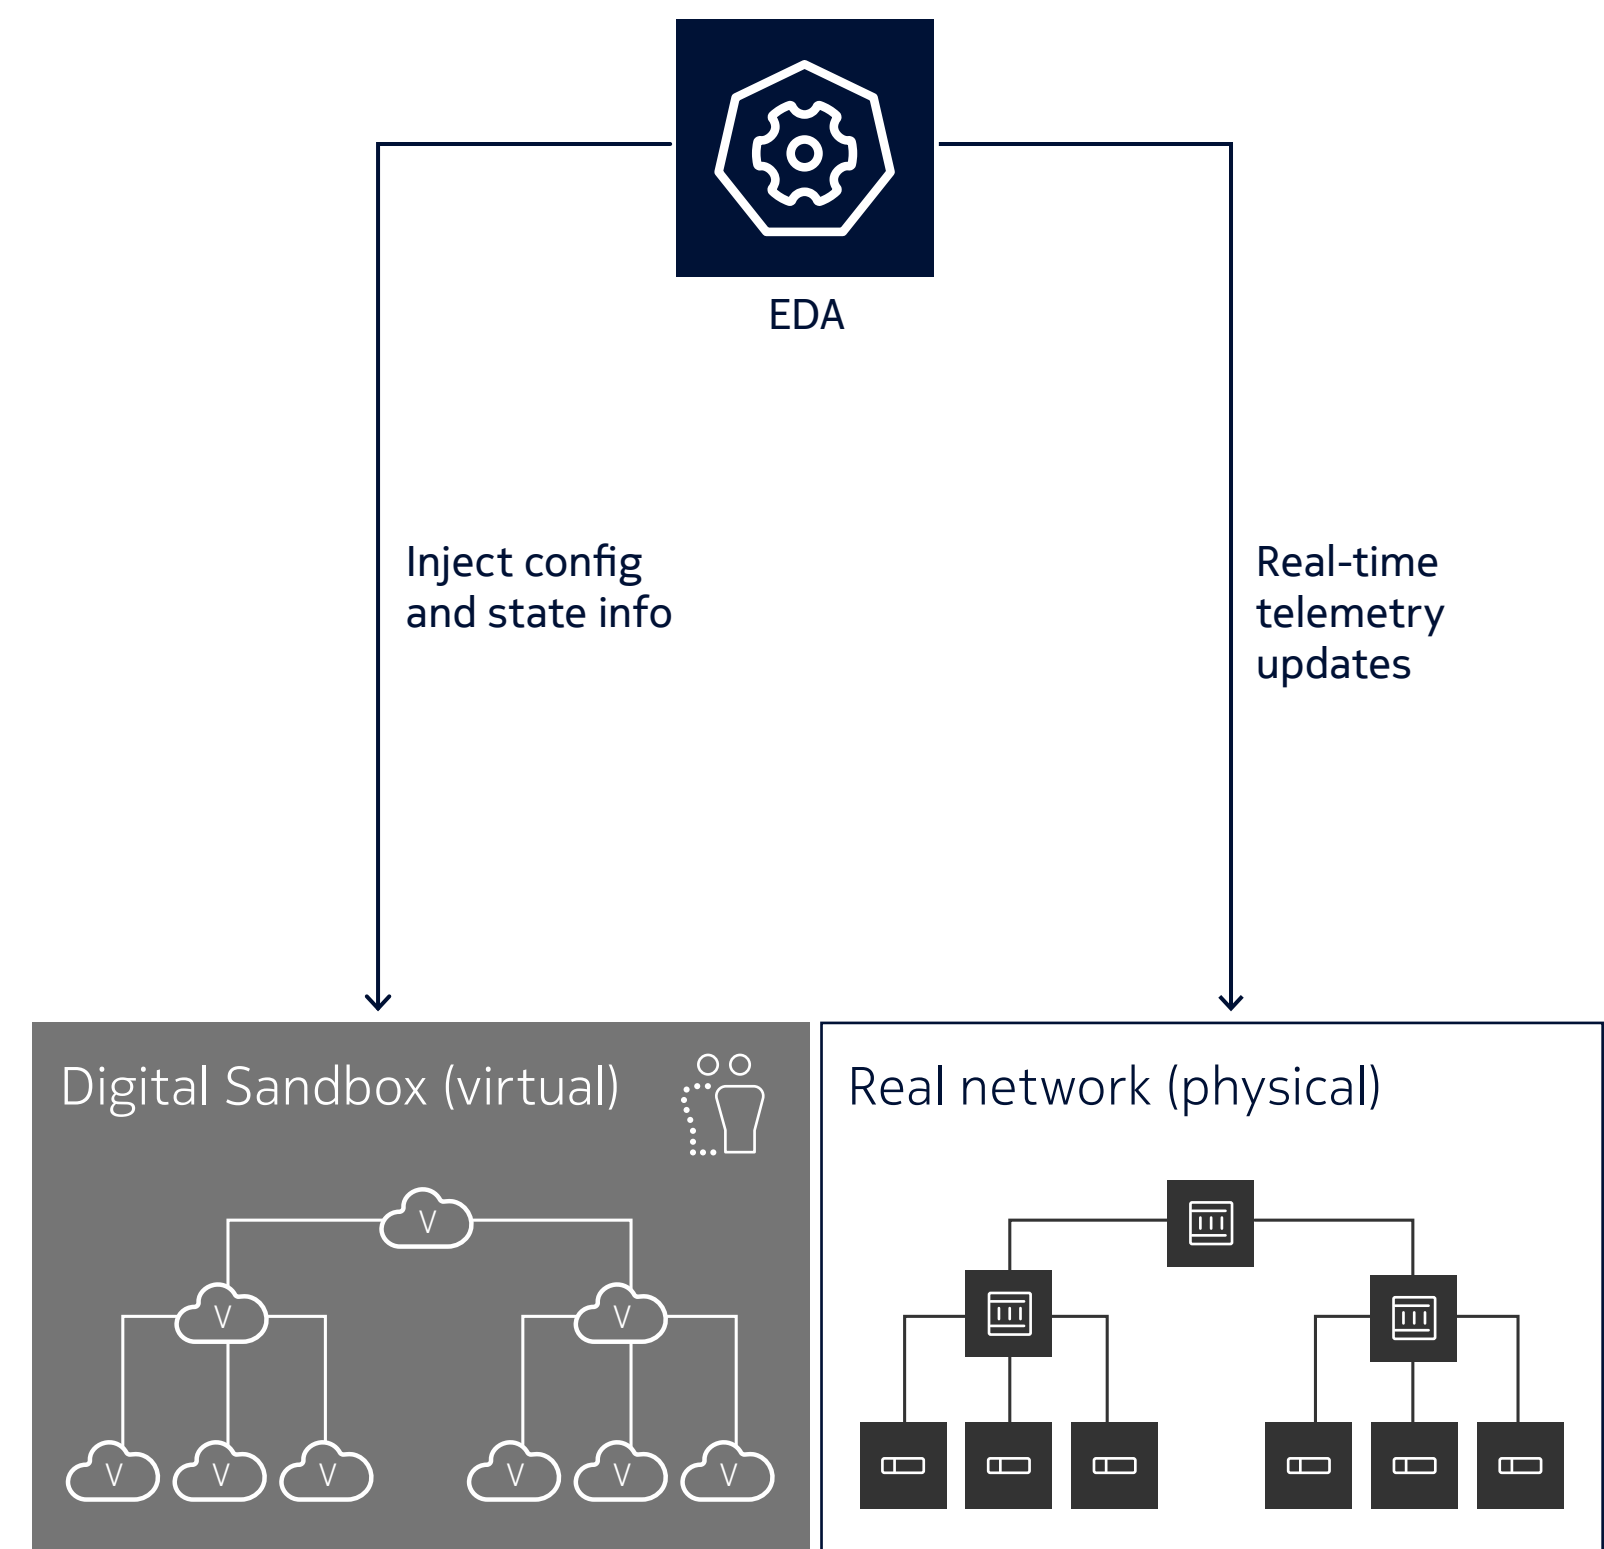 EDA
Inject config
and state info
Real-time
telemetry
updates
Digital Sandbox (virtual)
Real network (physical)
V
V
V
V
V
V
V
V
V